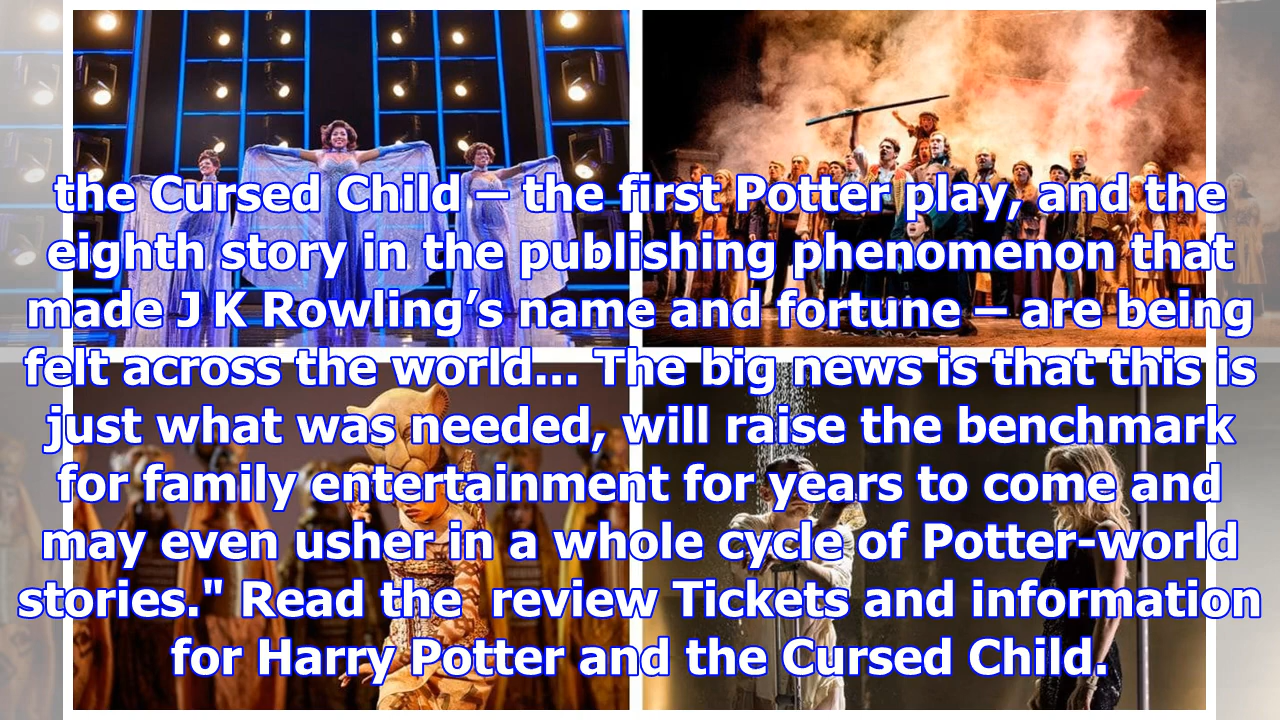 the Cursed Child – the first Potter play, and the
eighth story in the publishing phenomenon that
made J K Rowling’s name and fortune – are being
felt across the world... The big news is that this is
just what was needed, will raise the benchmark
for family entertainment for years to come and
may even usher in a whole cycle of Potter-world
stories." Read the  review Tickets and information
for Harry Potter and the Cursed Child.